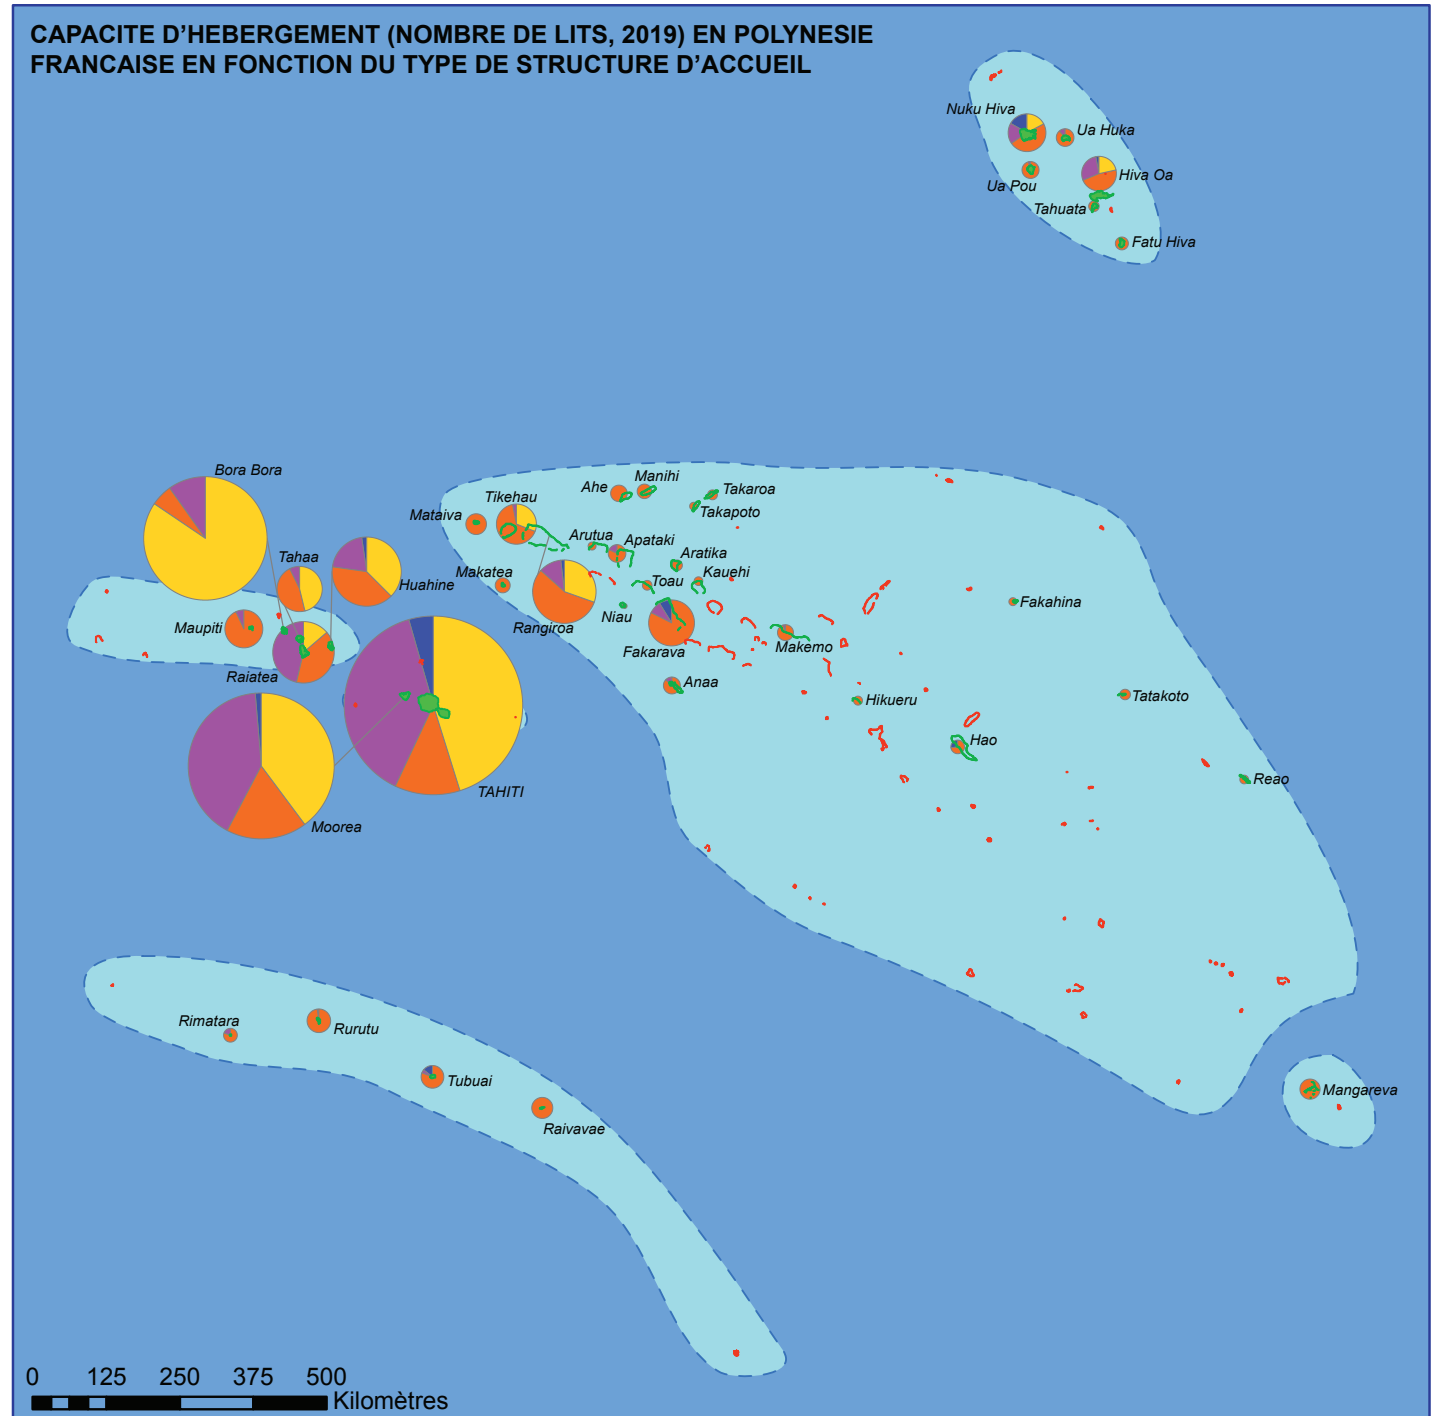 CAPACITE D'HEBERGEMENT (NOMBRE DE LITS, 2019) EN POLYNESIE
FRANCAISE EN FONCTION DU TYPE DE STRUCTURE D'ACCUEIL
Nuku Hiva
Ua Huka
Ua Pou
Hiva Oa
Tahuata
Fatu Hiva
Bora Bora
Tahaa
Huahine
Maupiti
Raiatea
Moorea
TAHITI
Mataiva
Tikehau
Ahe
Manihi
Takaroa
Takapoto
Arutua
Apataki
Aratika
Kauehi
Makatea
Toau
Rangiroa
Niau
Fakarava
Makemo
Anaa
Fakahina
Hikueru
Tatakoto
Hao
Reao
Rimatara
Rurutu
Tubuai
Raivavae
Mangareva
0 125 250 375 500
Kilomètres